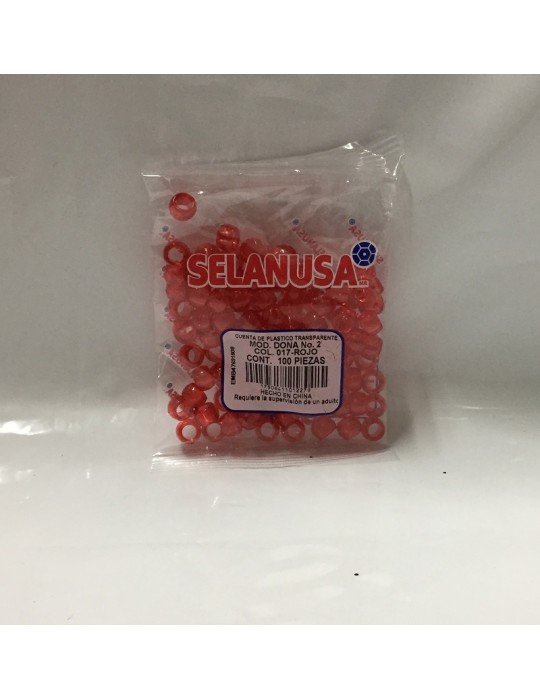 SELANUSA
CUENTA DE PLASTICO TRANSPARENTE
MOD. DONA No. 2
COL. 017-ROJO
CONT. 100 PIEZAS
HECHO EN CHINA
Requiere la supervisión de un adulto